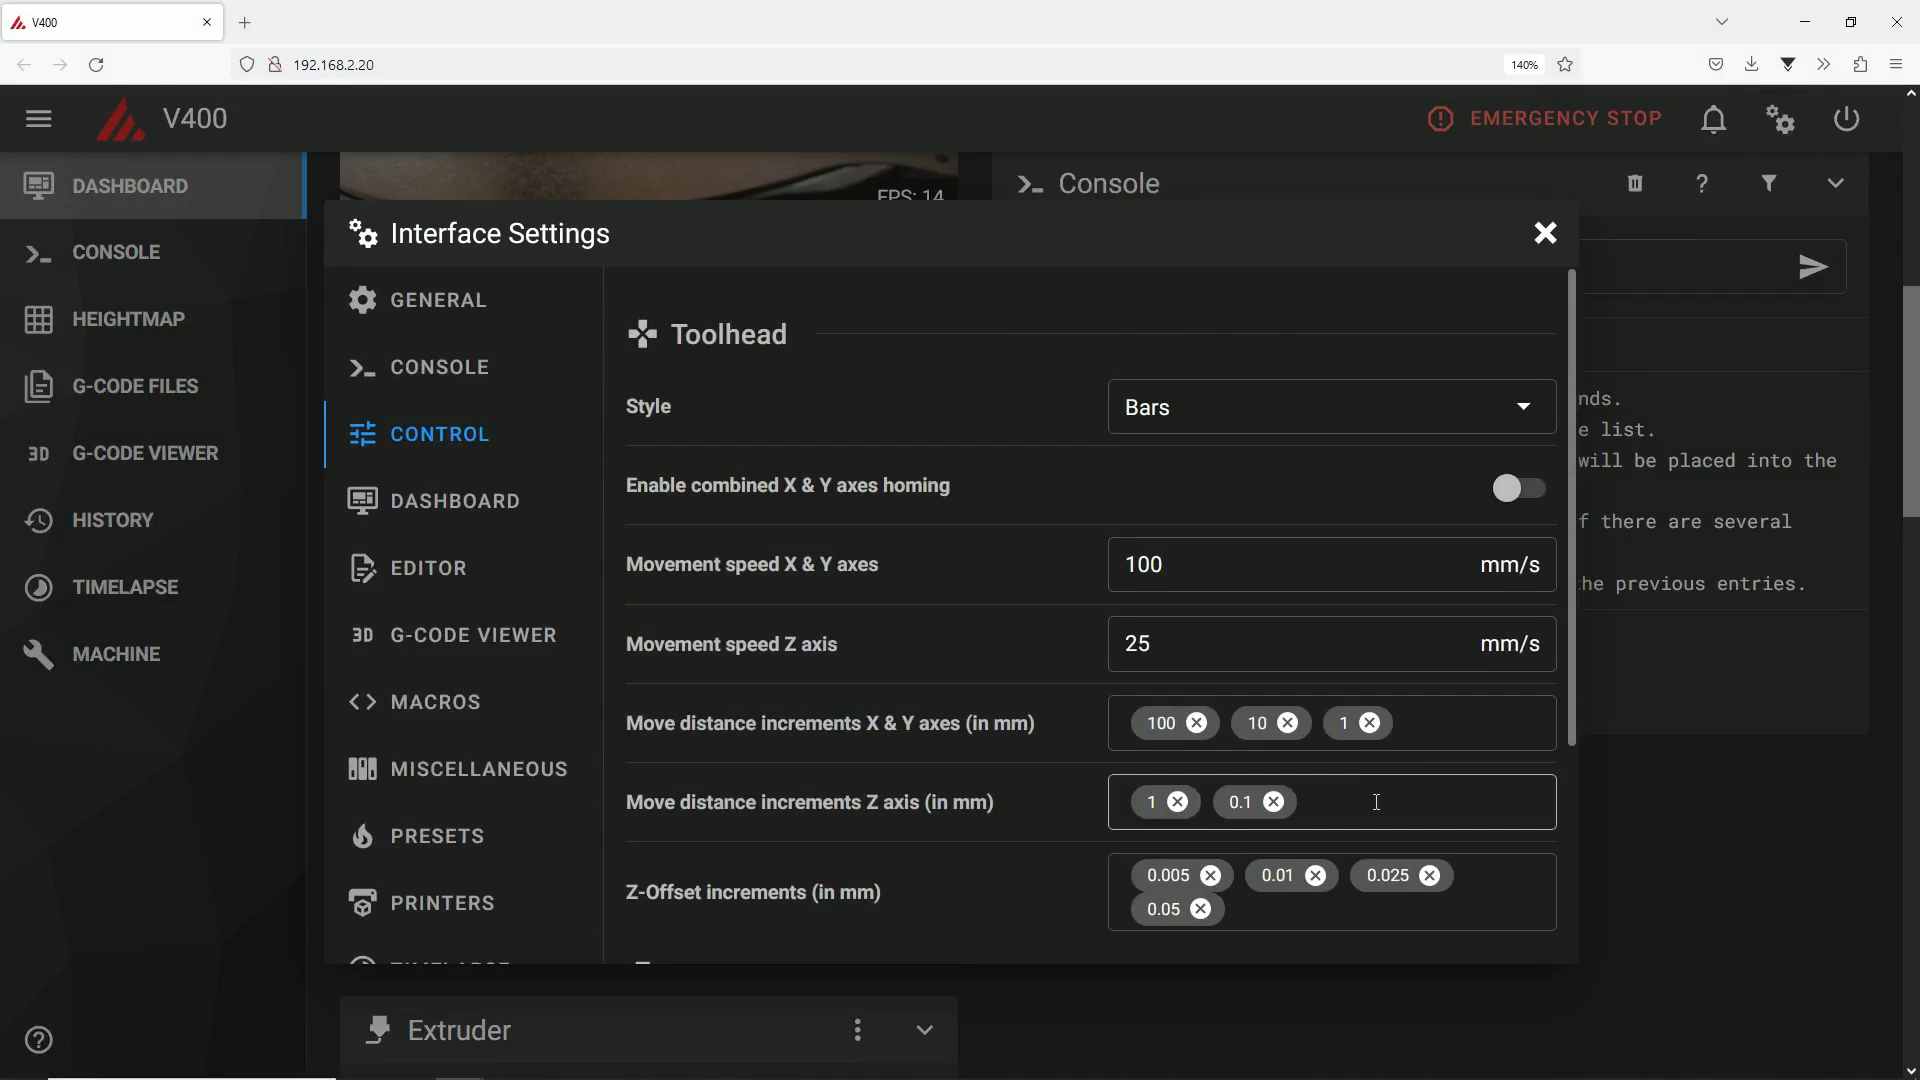 V400
192.168.2.20
140%
V400
EMERGENCY STOP
DASHBOARD
CONSOLE
HEIGHTMAP
G-CODE FILES
3D G-CODE VIEWER
HISTORY
TIMELAPSE
MACHINE
FPS: 14
Console
nds.
e list.
will be placed into the
f there are several
he previous entries.
Interface Settings
GENERAL
CONSOLE
CONTROL
DASHBOARD
EDITOR
3D G-CODE VIEWER
MACROS
MISCELLANEOUS
PRESETS
PRINTERS
Toolhead
Style
Bars
Enable combined X & Y axes homing
Movement speed X & Y axes
100 mm/s
Movement speed Z axis
25 mm/s
Move distance increments X & Y axes (in mm)
100 10 1
Move distance increments Z axis (in mm)
1 0.1
Z-Offset increments (in mm)
0.005 0.01 0.025
0.05
Extruder